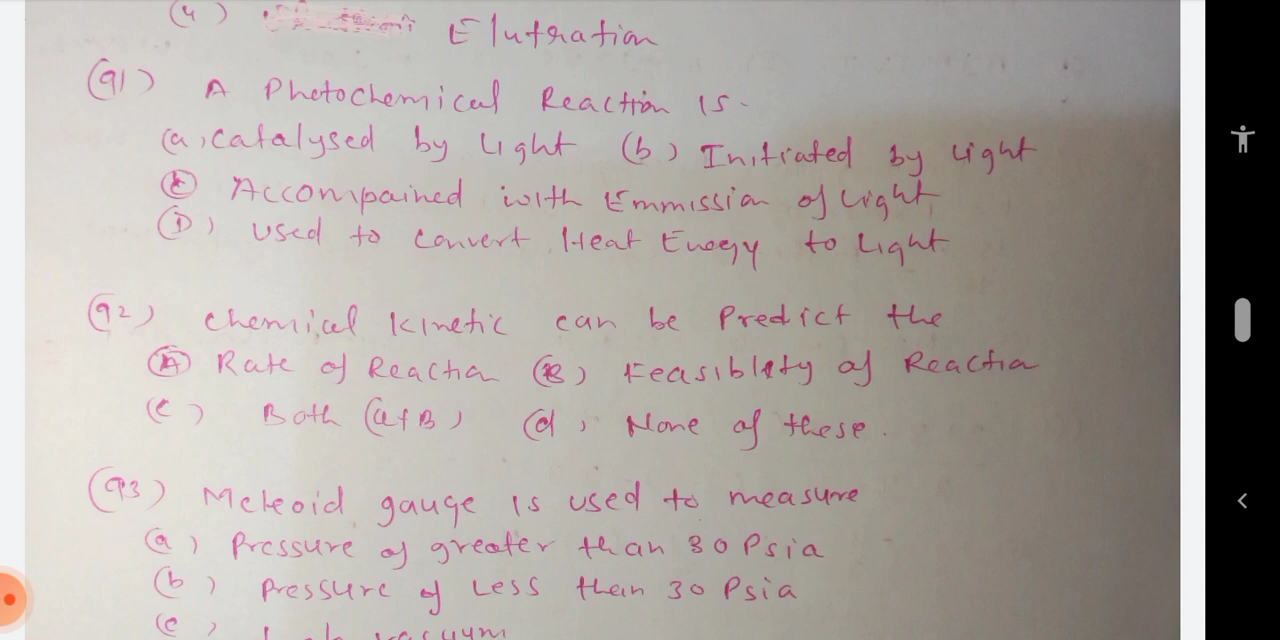 (4) Elutration
(91) A Photochemical Reaction is.
(a, catalysed by light (b) Initiated by light
(C) Accompained with Emmission of light
(D) used to convert Heat Enegy to light
(92) chemical kinetic can be Predict the
(A) Rate of Reaction (B) Feasiblity of Reaction
(c) Both (a & B) (d, None of these.
(93) Mcleoid gauge is used to measure
(a) Pressure of greater than 30 Psia
(b) Pressure of Less than 30 Psia
(c) vacuum